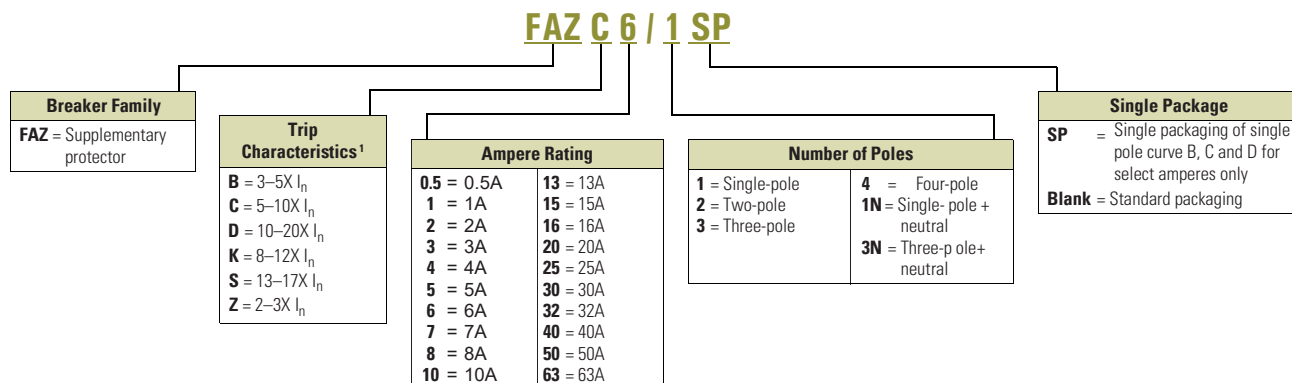 FAZ C 6 / 1 SP
Breaker Family
FAZ = Supplementary
protector
Trip
Characteristics¹
B = 3–5X Iₙ
C = 5–10X Iₙ
D = 10–20X Iₙ
K = 8–12X Iₙ
S = 13–17X Iₙ
Z = 2–3X Iₙ
Ampere Rating
0.5 = 0.5A
1 = 1A
2 = 2A
3 = 3A
4 = 4A
5 = 5A
6 = 6A
7 = 7A
8 = 8A
10 = 10A
13 = 13A
15 = 15A
16 = 16A
20 = 20A
25 = 25A
30 = 30A
32 = 32A
40 = 40A
50 = 50A
63 = 63A
Number of Poles
1 = Single-pole
2 = Two-pole
3 = Three-pole
4 = Four-pole
1N = Single- pole +
neutral
3N = Three-p ole+
neutral
Single Package
SP = Single packaging of single
pole curve B, C and D for
select amperes only
Blank = Standard packaging